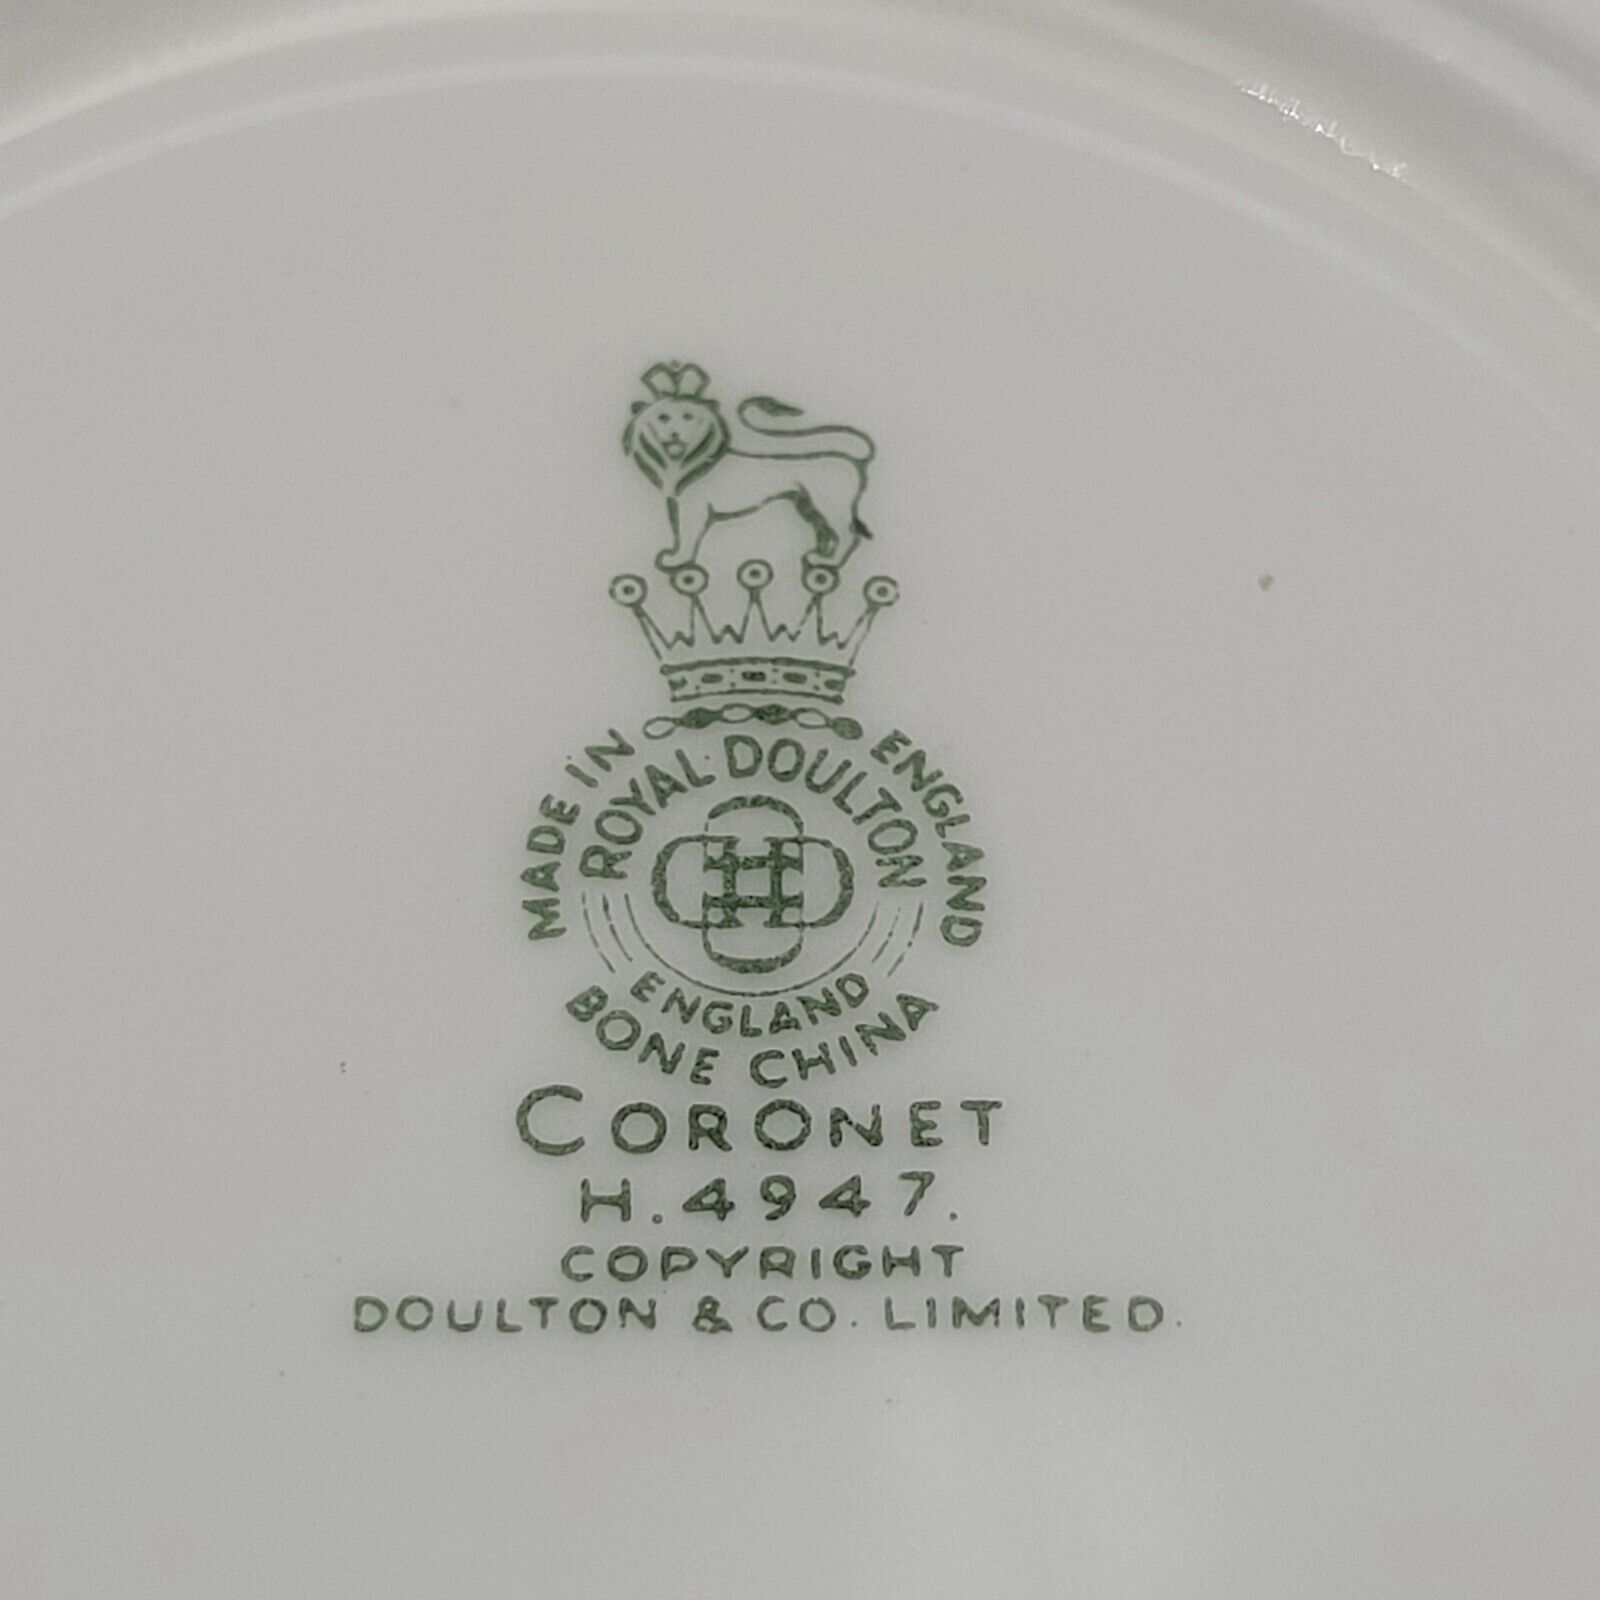 MADE IN ENGLAND
ROYAL DOULTON
ENGLAND
BONE CHINA
CORONET
H.4947.
COPYRIGHT
DOULTON & CO. LIMITED.